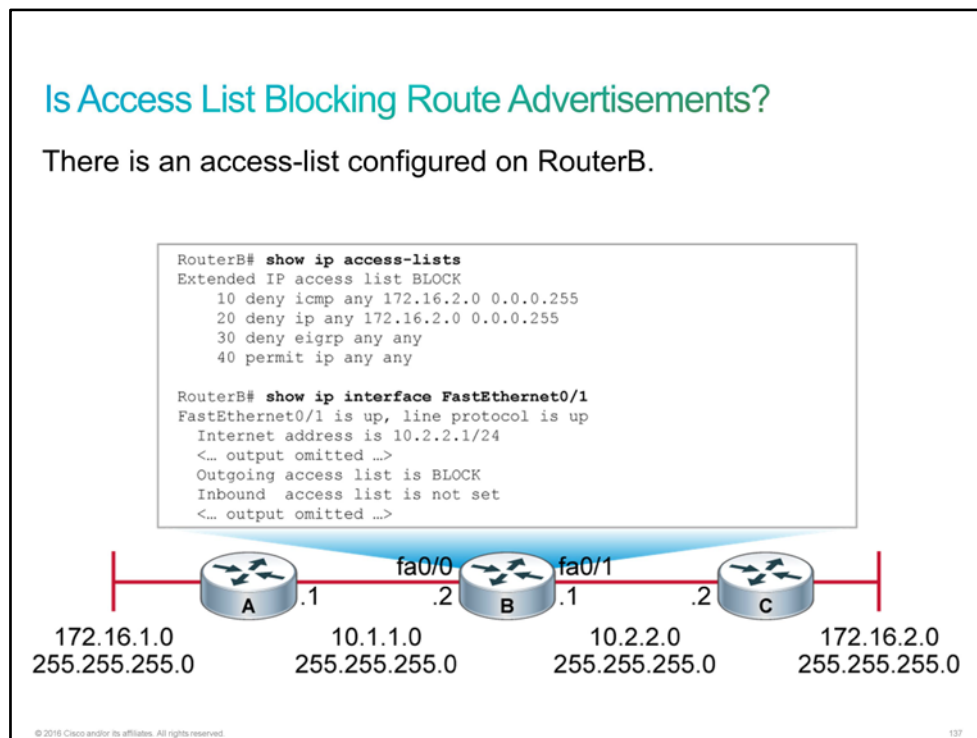 Is Access List Blocking Route Advertisements?
There is an access-list configured on RouterB.
RouterB# show ip access-lists
Extended IP access list BLOCK
10 deny icmp any 172.16.2.0 0.0.0.255
20 deny ip any 172.16.2.0 0.0.0.255
30 deny eigrp any any
40 permit ip any any
RouterB# show ip interface FastEthernet0/1
FastEthernet0/1 is up, line protocol is up
Internet address is 10.2.2.1/24
<… output omitted …>
Outgoing access list is BLOCK
Inbound  access list is not set
<… output omitted …>
fa0/0 fa0/1
A .1 .2 B .1 .2 C
172.16.1.0 10.1.1.0 10.2.2.0 172.16.2.0
255.255.255.0 255.255.255.0 255.255.255.0 255.255.255.0
© 2016 Cisco and/or its affiliates. All rights reserved. 137